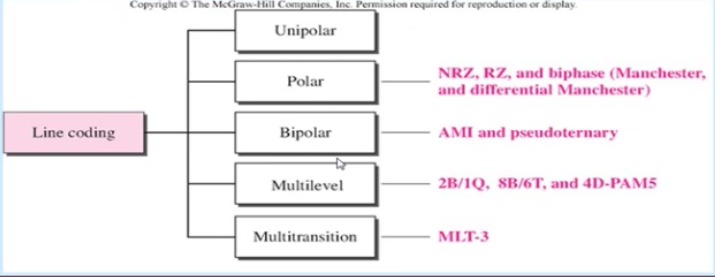 Copyright © The McGraw-Hill Companies, Inc. Permission required for reproduction or display.
Unipolar
Polar
NRZ, RZ, and biphase (Manchester,
and differential Manchester)
Line coding
Bipolar
AMI and pseudoternary
Multilevel
2B/1Q, 8B/6T, and 4D-PAM5
Multitransition
MLT-3